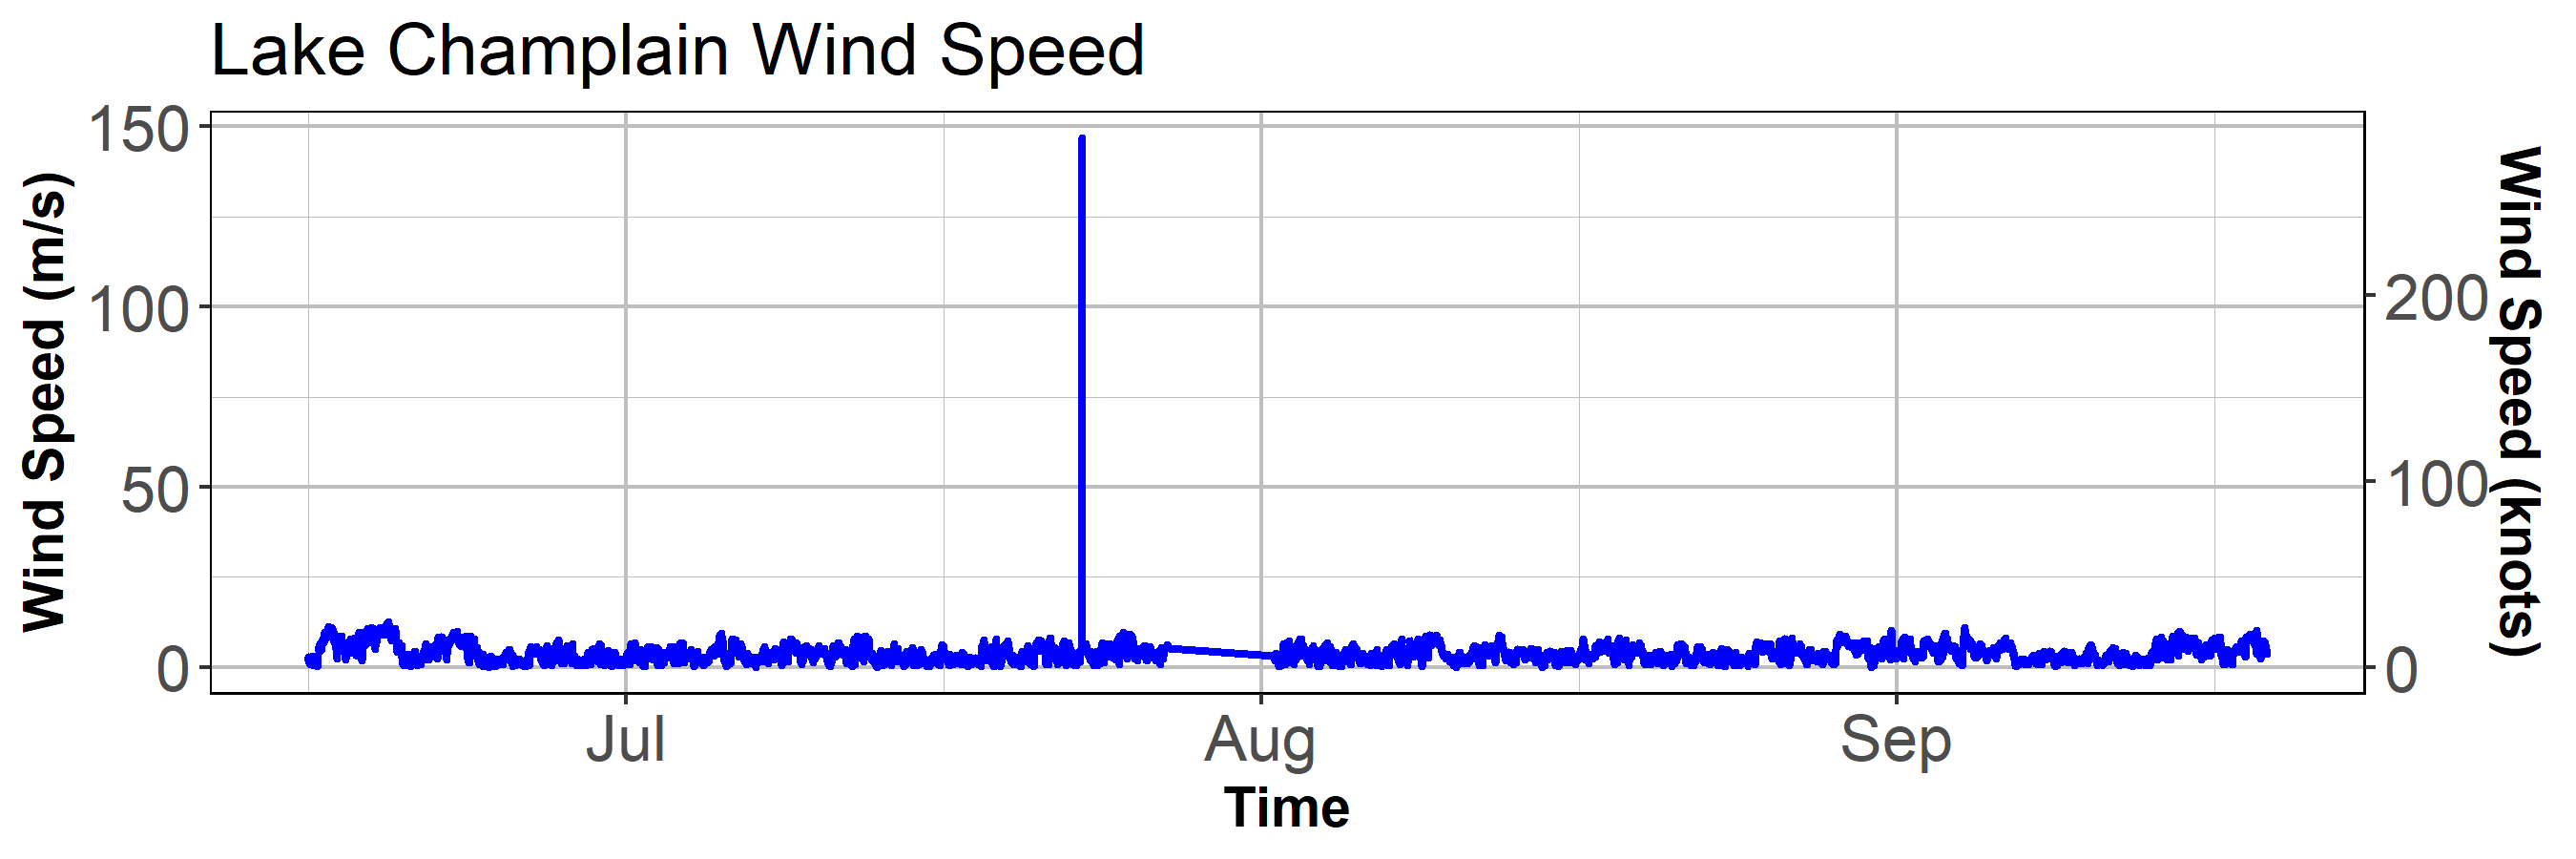 Lake Champlain Wind Speed
150
100
50
0
Wind Speed (m/s)
200
100
0
Wind Speed (knots)
Jul
Aug
Sep
Time